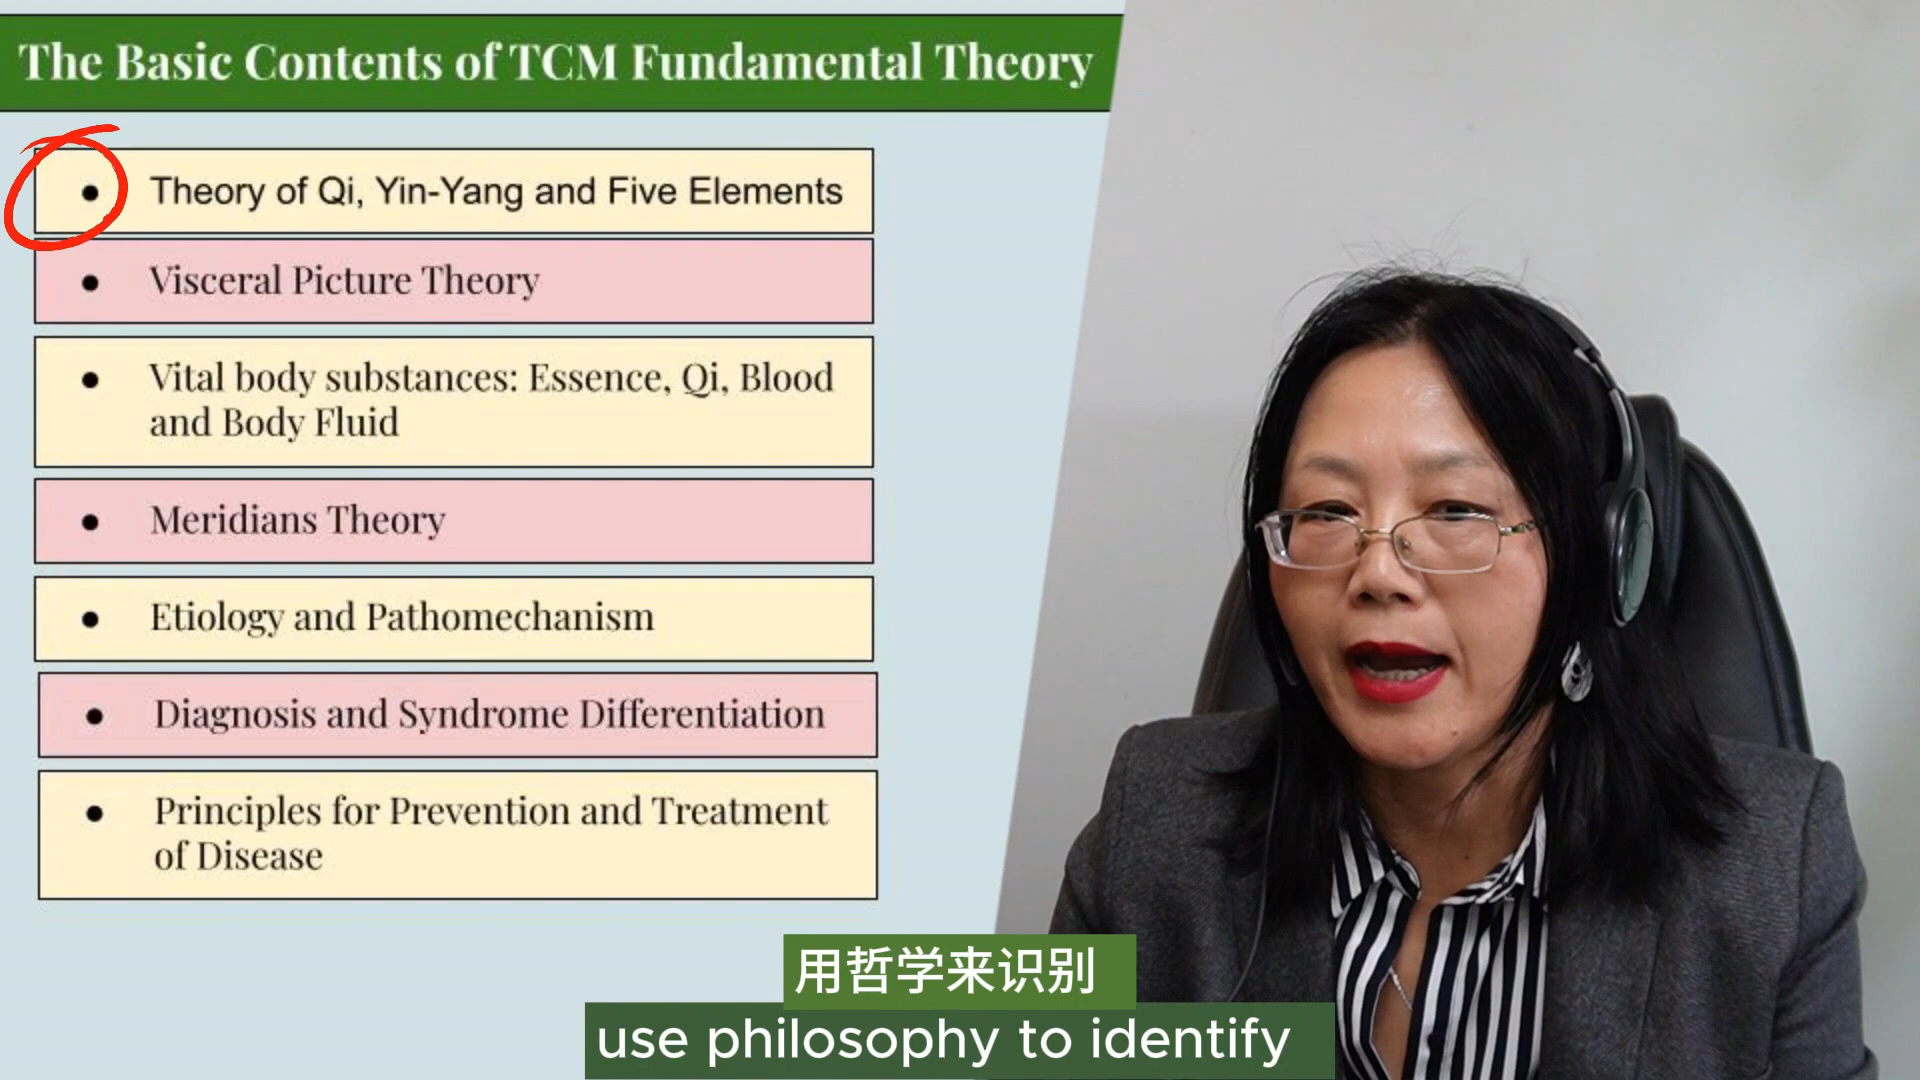 The Basic Contents of TCM Fundamental Theory
● Theory of Qi, Yin-Yang and Five Elements
● Visceral Picture Theory
● Vital body substances: Essence, Qi, Blood
and Body Fluid
● Meridians Theory
● Etiology and Pathomechanism
● Diagnosis and Syndrome Differentiation
● Principles for Prevention and Treatment
of Disease
用哲学来识别
use philosophy to identify